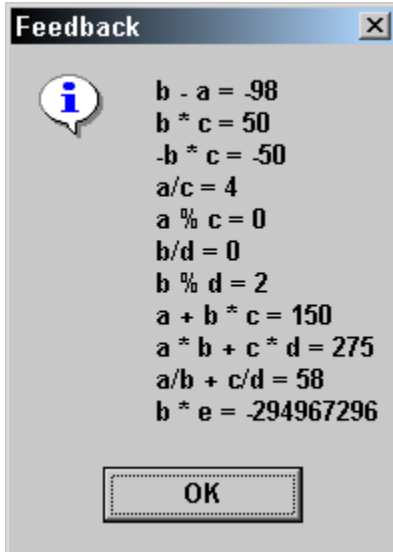 Feedback
b - a = -98
b * c = 50
-b * c = -50
a/c = 4
a % c = 0
b/d = 0
b % d = 2
a + b * c = 150
a * b + c * d = 275
a/b + c/d = 58
b * e = -294967296
OK